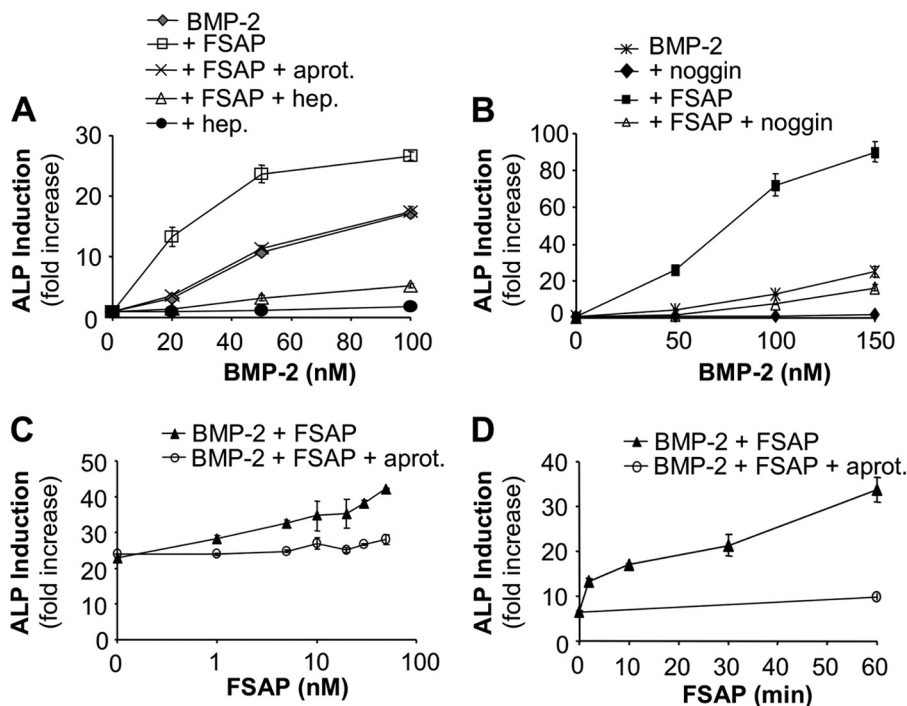 BMP-2
+ FSAP
+ FSAP + aprot.
+ FSAP + hep.
+ hep.
A
ALP Induction
(fold increase)
30
20
10
0
0 20 40 60 80 100
BMP-2 (nM)
BMP-2
+ noggin
+ FSAP
+ FSAP + noggin
B
ALP Induction
(fold increase)
100
80
60
40
20
0
0 50 100 150
BMP-2 (nM)
C
BMP-2 + FSAP
BMP-2 + FSAP + aprot.
ALP Induction
(fold increase)
50
40
30
20
10
0
0 1 10 100
FSAP (nM)
D
BMP-2 + FSAP
BMP-2 + FSAP + aprot.
ALP Induction
(fold increase)
40
30
20
10
0
0 10 20 30 40 50 60
FSAP (min)